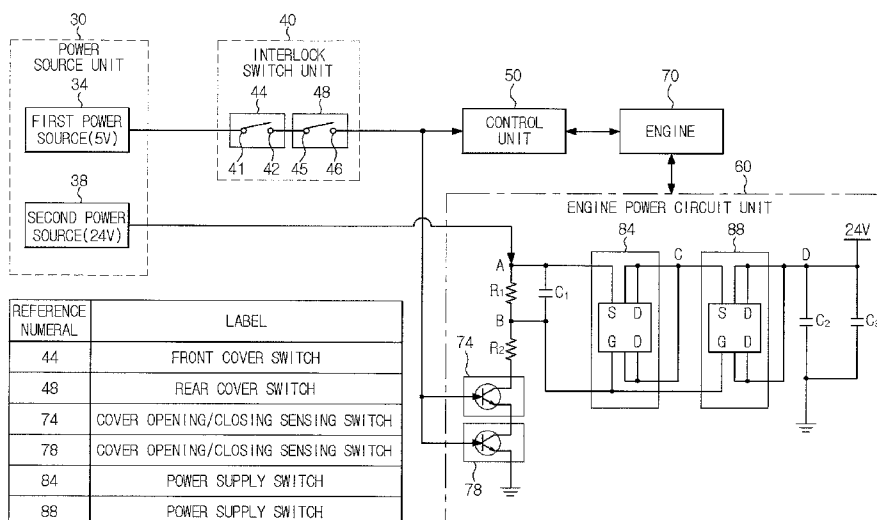 30
POWER
SOURCE UNIT
34
FIRST POWER
SOURCE(5V)
38
SECOND POWER
SOURCE(24V)
40
INTERLOCK
SWITCH UNIT
44
48
41
42
45
46
50
CONTROL
UNIT
70
ENGINE
60
ENGINE POWER CIRCUIT UNIT
84
88
24V
A
C
D
R1
C1
B
R2
S D
G D
S D
G D
C2
74
78
REFERENCE NUMERAL LABEL
44 FRONT COVER SWITCH
48 REAR COVER SWITCH
74 COVER OPENING/CLOSING SENSING SWITCH
78 COVER OPENING/CLOSING SENSING SWITCH
84 POWER SUPPLY SWITCH
88 POWER SUPPLY SWITCH